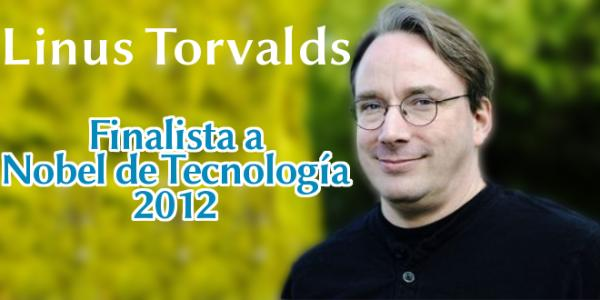 Linus Torvalds
Finalista a
Nobel de Tecnología
2012